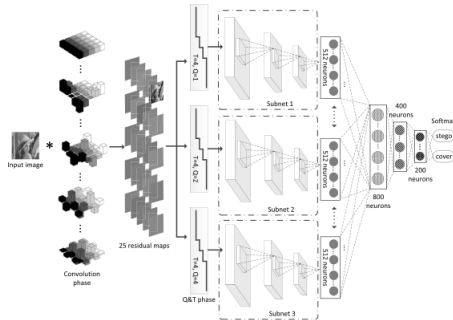 Input image
*
Convolution
phase
25 residual maps
T=4, Q=1
T=4, Q=2
T=4, Q=4
Q&T phase
Subnet 1
Subnet 2
Subnet 3
512 neurons
512 neurons
512 neurons
800
neurons
400
neurons
200
neurons
Softma
stego
cover